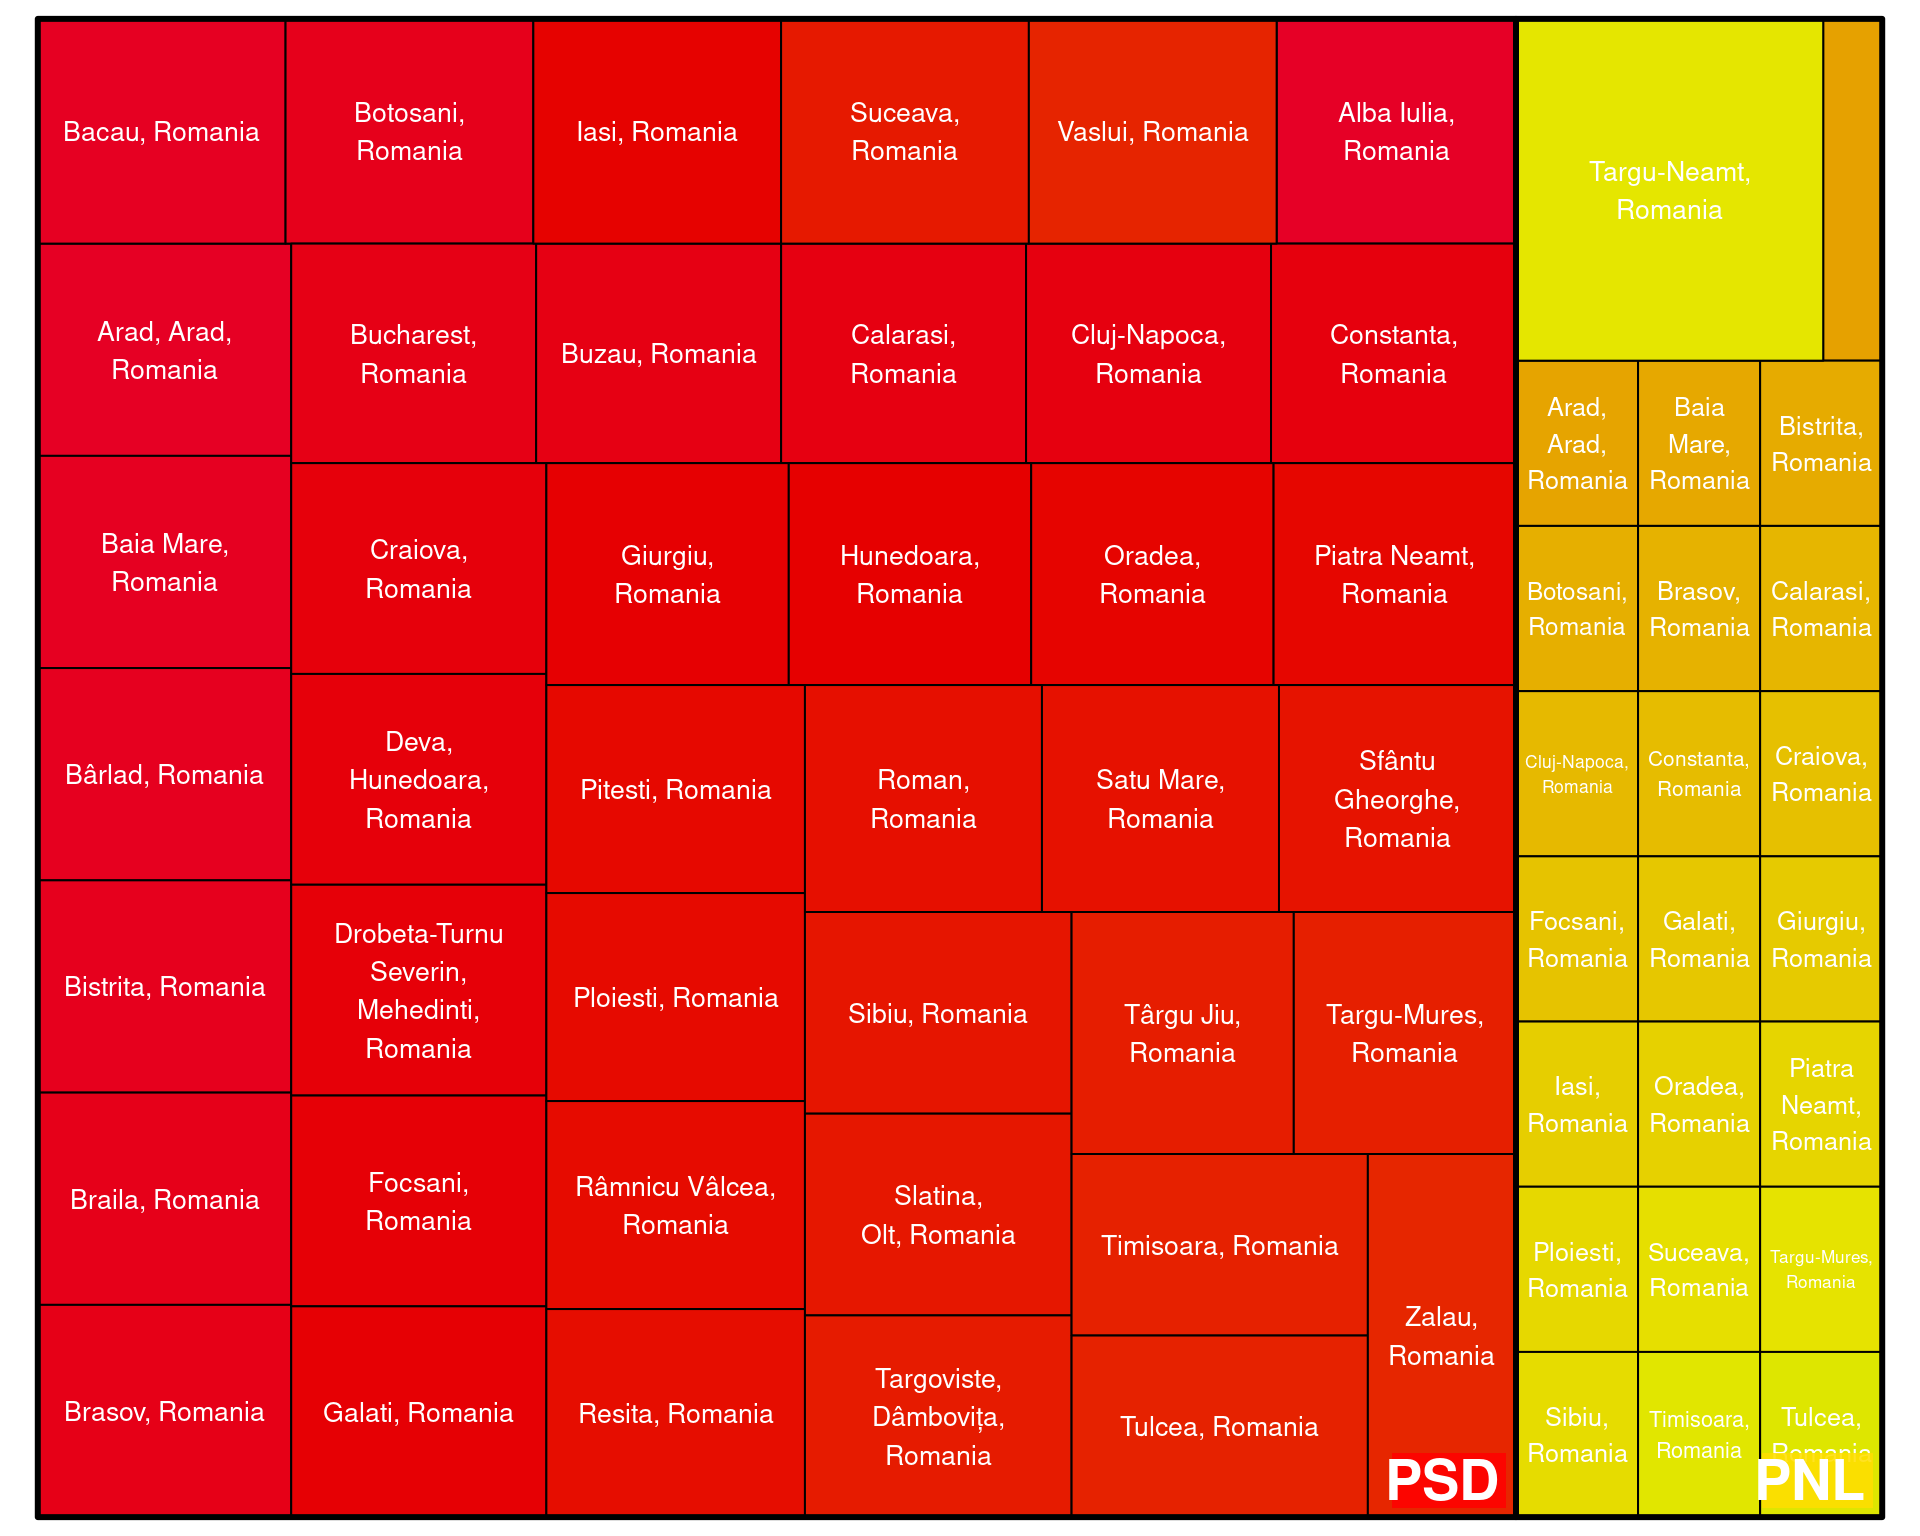 Bacau, Romania
Botosani,
Romania
Iasi, Romania
Suceava,
Romania
Vaslui, Romania
Alba Iulia,
Romania
Arad, Arad,
Romania
Bucharest,
Romania
Buzau, Romania
Calarasi,
Romania
Cluj-Napoca,
Romania
Constanta,
Romania
Baia Mare,
Romania
Craiova,
Romania
Giurgiu,
Romania
Hunedoara,
Romania
Oradea,
Romania
Piatra Neamt,
Romania
Bârlad, Romania
Deva,
Hunedoara,
Romania
Pitesti, Romania
Roman,
Romania
Satu Mare,
Romania
Sfântu
Gheorghe,
Romania
Bistrita, Romania
Drobeta-Turnu
Severin,
Mehedinti,
Romania
Ploiesti, Romania
Sibiu, Romania
Târgu Jiu,
Romania
Targu-Mures,
Romania
Braila, Romania
Focsani,
Romania
Râmnicu Vâlcea,
Romania
Slatina,
Olt, Romania
Timisoara, Romania
Zalau,
Romania
Brasov, Romania
Galati, Romania
Resita, Romania
Targoviste,
Dâmbovița,
Romania
Tulcea, Romania
PSD
Targu-Neamt,
Romania
Arad,
Arad,
Romania
Baia
Mare,
Romania
Bistrita,
Romania
Botosani,
Romania
Brasov,
Romania
Calarasi,
Romania
Cluj-Napoca,
Romania
Constanta,
Romania
Craiova,
Romania
Focsani,
Romania
Galati,
Romania
Giurgiu,
Romania
Iasi,
Romania
Oradea,
Romania
Piatra
Neamt,
Romania
Ploiesti,
Romania
Suceava,
Romania
Targu-Mures,
Romania
Sibiu,
Romania
Timisoara,
Romania
Tulcea,
Romania
PNL